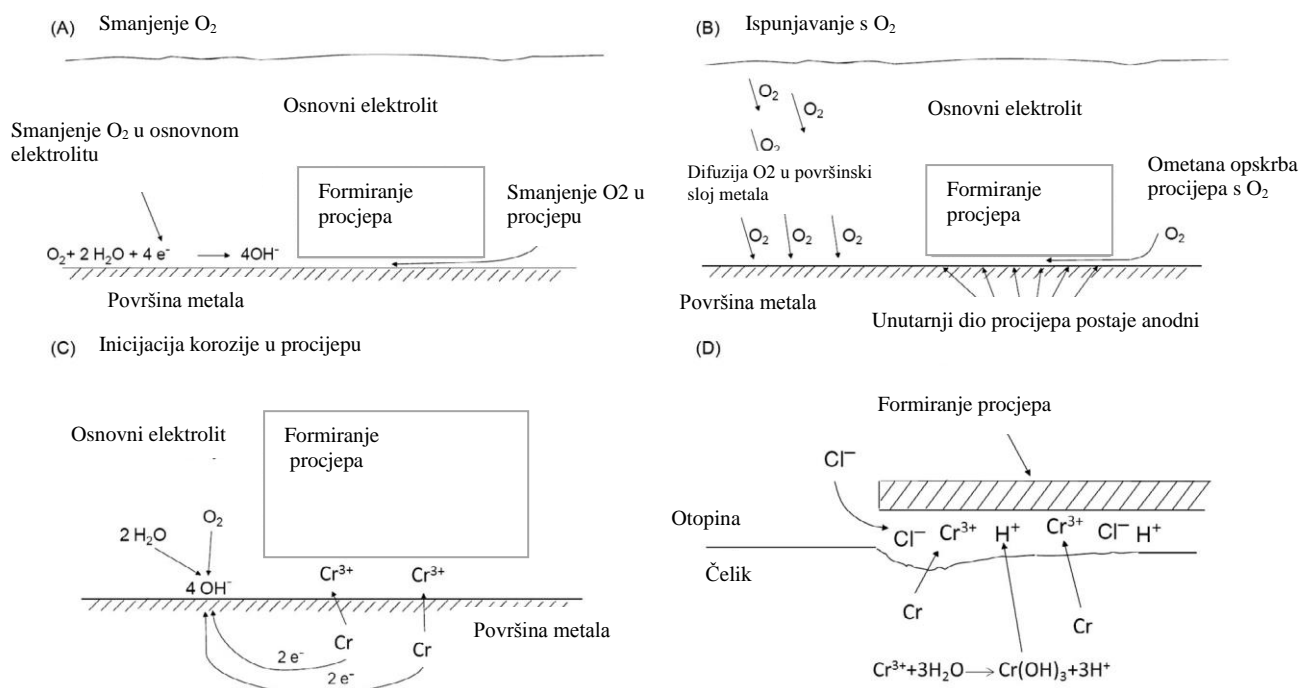 (A) Smanjenje O₂
Osnovni elektrolit
Smanjenje O₂ u osnovnom
elektrolitu
Formiranje
procjepa
Smanjenje O2 u
procjepu
O₂+ 2 H₂O + 4 e⁻ → 4OH⁻
Površina metala
(B) Ispunjavanje s O₂
O₂
O₂
O₂
Osnovni elektrolit
Difuzija O2 u površinski
sloj metala
Formiranje
procjepa
Ometana opskrba
procijepa s O₂
O₂ O₂ O₂
O₂
Površina metala
Unutarnji dio procijepa postaje anodni
(C) Inicijacija korozije u procijepu
Osnovni elektrolit
Formiranje
procjepa
O₂
2 H₂O
4 OH⁻
Cr³⁺ Cr³⁺
Površina metala
Cr Cr
2 e⁻
2 e⁻
(D)
Formiranje procjepa
Cl⁻
Otopina
Cl⁻ Cr³⁺ H⁺ Cr³⁺ Cl⁻ H⁺
Čelik
Cr Cr
Cr³⁺+3H₂O→Cr(OH)₃+3H⁺